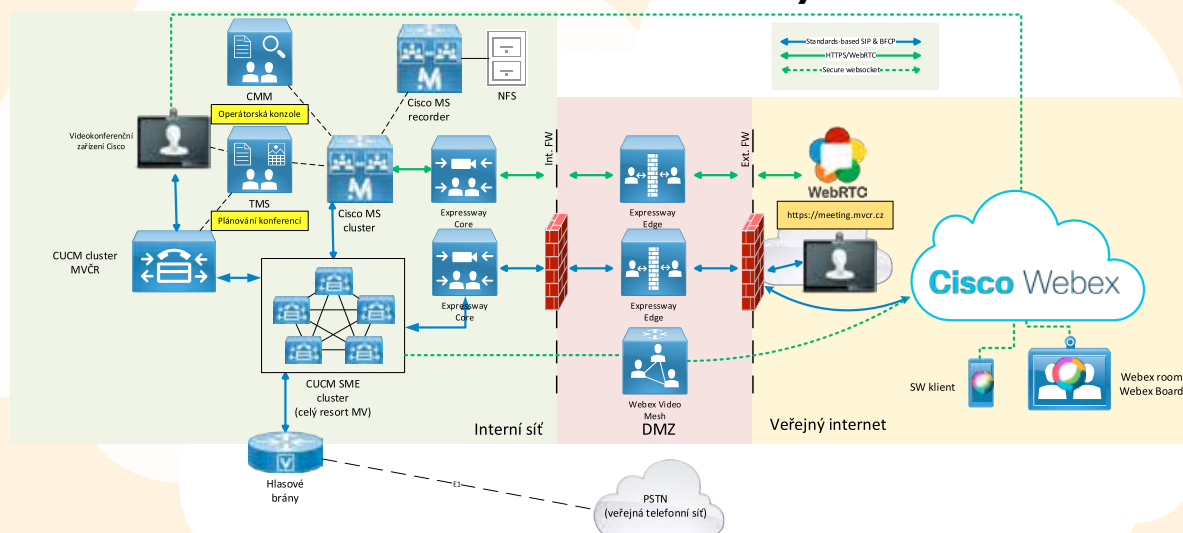 Standards-based SIP & BFCP
HTTPS/WebRTC
Secure websocket
CMM
Operátorská konzole
Cisco MS
recorder
NFS
Videokonferenční
zařízení Cisco
TMS
Plánování konferencí
Cisco MS
cluster
Expressway
Core
Int. FW
Expressway
Edge
Ext. FW
WebRTC
https://meeting.mvcr.cz
CUCM cluster
MVČR
Expressway
Core
Expressway
Edge
Cisco Webex
CUCM SME
cluster
(celý resort MV)
Webex Video
Mesh
SW klient
Webex room
Webex Board
Interní síť
DMZ
Veřejný internet
V
Hlasové
brány
E1
PSTN
(veřejná telefonní síť)